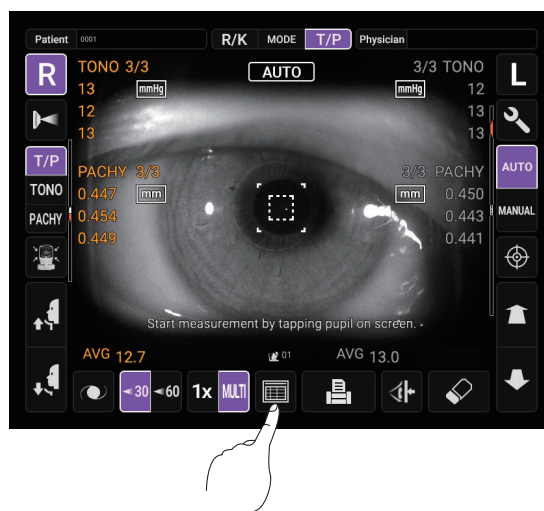 Patient 0001 R/K MODE T/P Physician
R TONO 3/3 AUTO 3/3 TONO L
13 mmHg mmHg 12
12 13
13 13
T/P AUTO
PACHY 3/3 3/3 PACHY
TONO 0.447 mm mm 0.450
PACHY 0.454 0.443 MANUAL
0.449 0.441
Start measurement by tapping pupil on screen.
AVG 12.7 01 AVG 13.0
30 60 1x MULTI